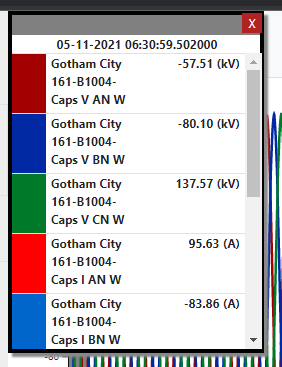 X
05-11-2021 06:30:59.502000
Gotham City -57.51 (kV)
161-B1004-
Caps V AN W
Gotham City -80.10 (kV)
161-B1004-
Caps V BN W
Gotham City 137.57 (kV)
161-B1004-
Caps V CN W
Gotham City 95.63 (A)
161-B1004-
Caps I AN W
Gotham City -83.86 (A)
161-B1004-
Caps I BN W
-80